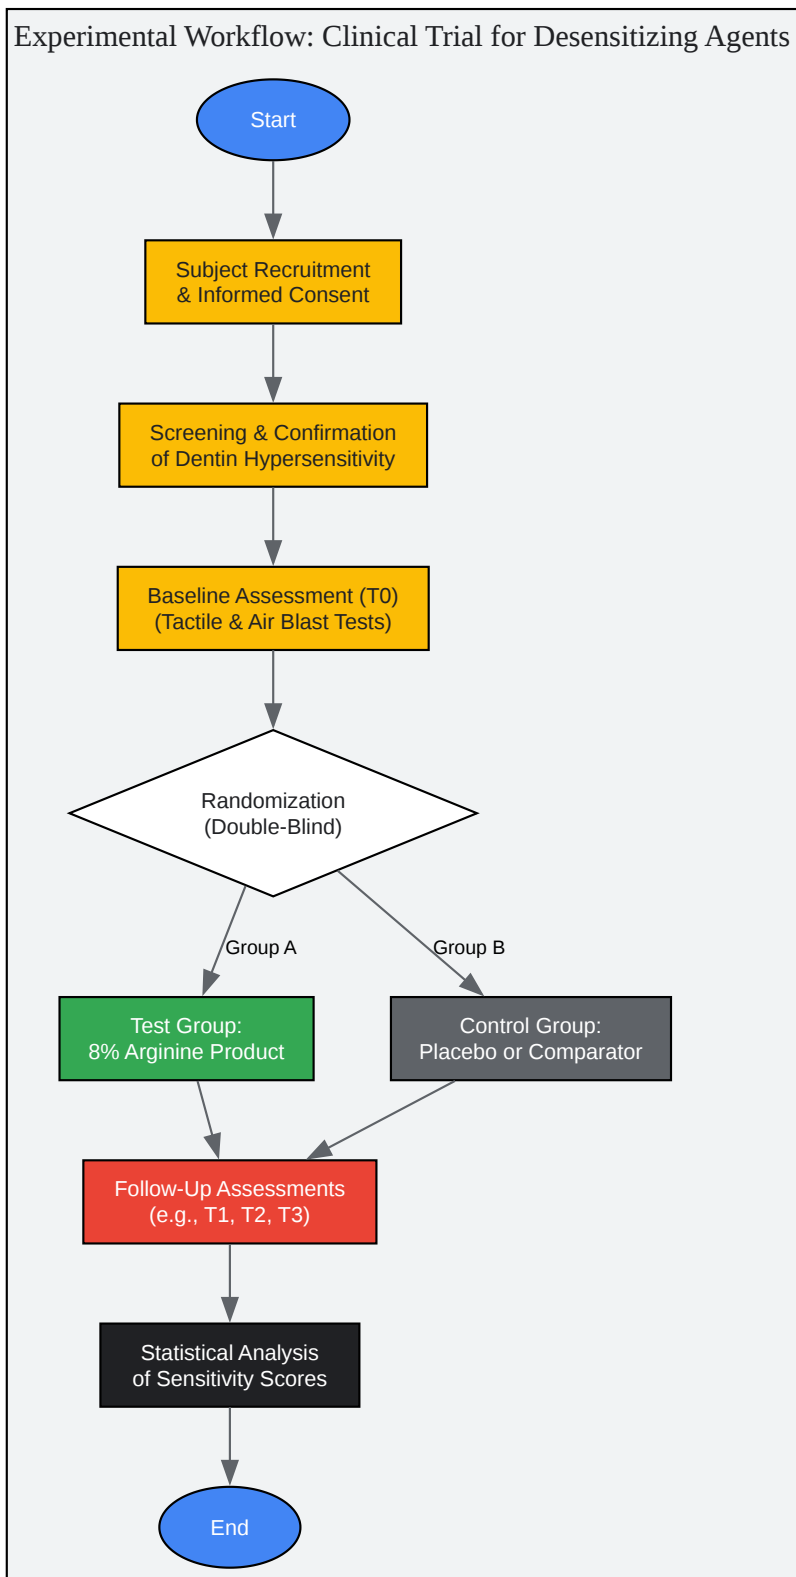 Experimental Workflow: Clinical Trial for Desensitizing Agents
Start
Subject Recruitment
& Informed Consent
Screening & Confirmation
of Dentin Hypersensitivity
Baseline Assessment (T0)
(Tactile & Air Blast Tests)
Randomization
(Double-Blind)
Group A
Group B
Test Group:
8% Arginine Product
Control Group:
Placebo or Comparator
Follow-Up Assessments
(e.g., T1, T2, T3)
Statistical Analysis
of Sensitivity Scores
End